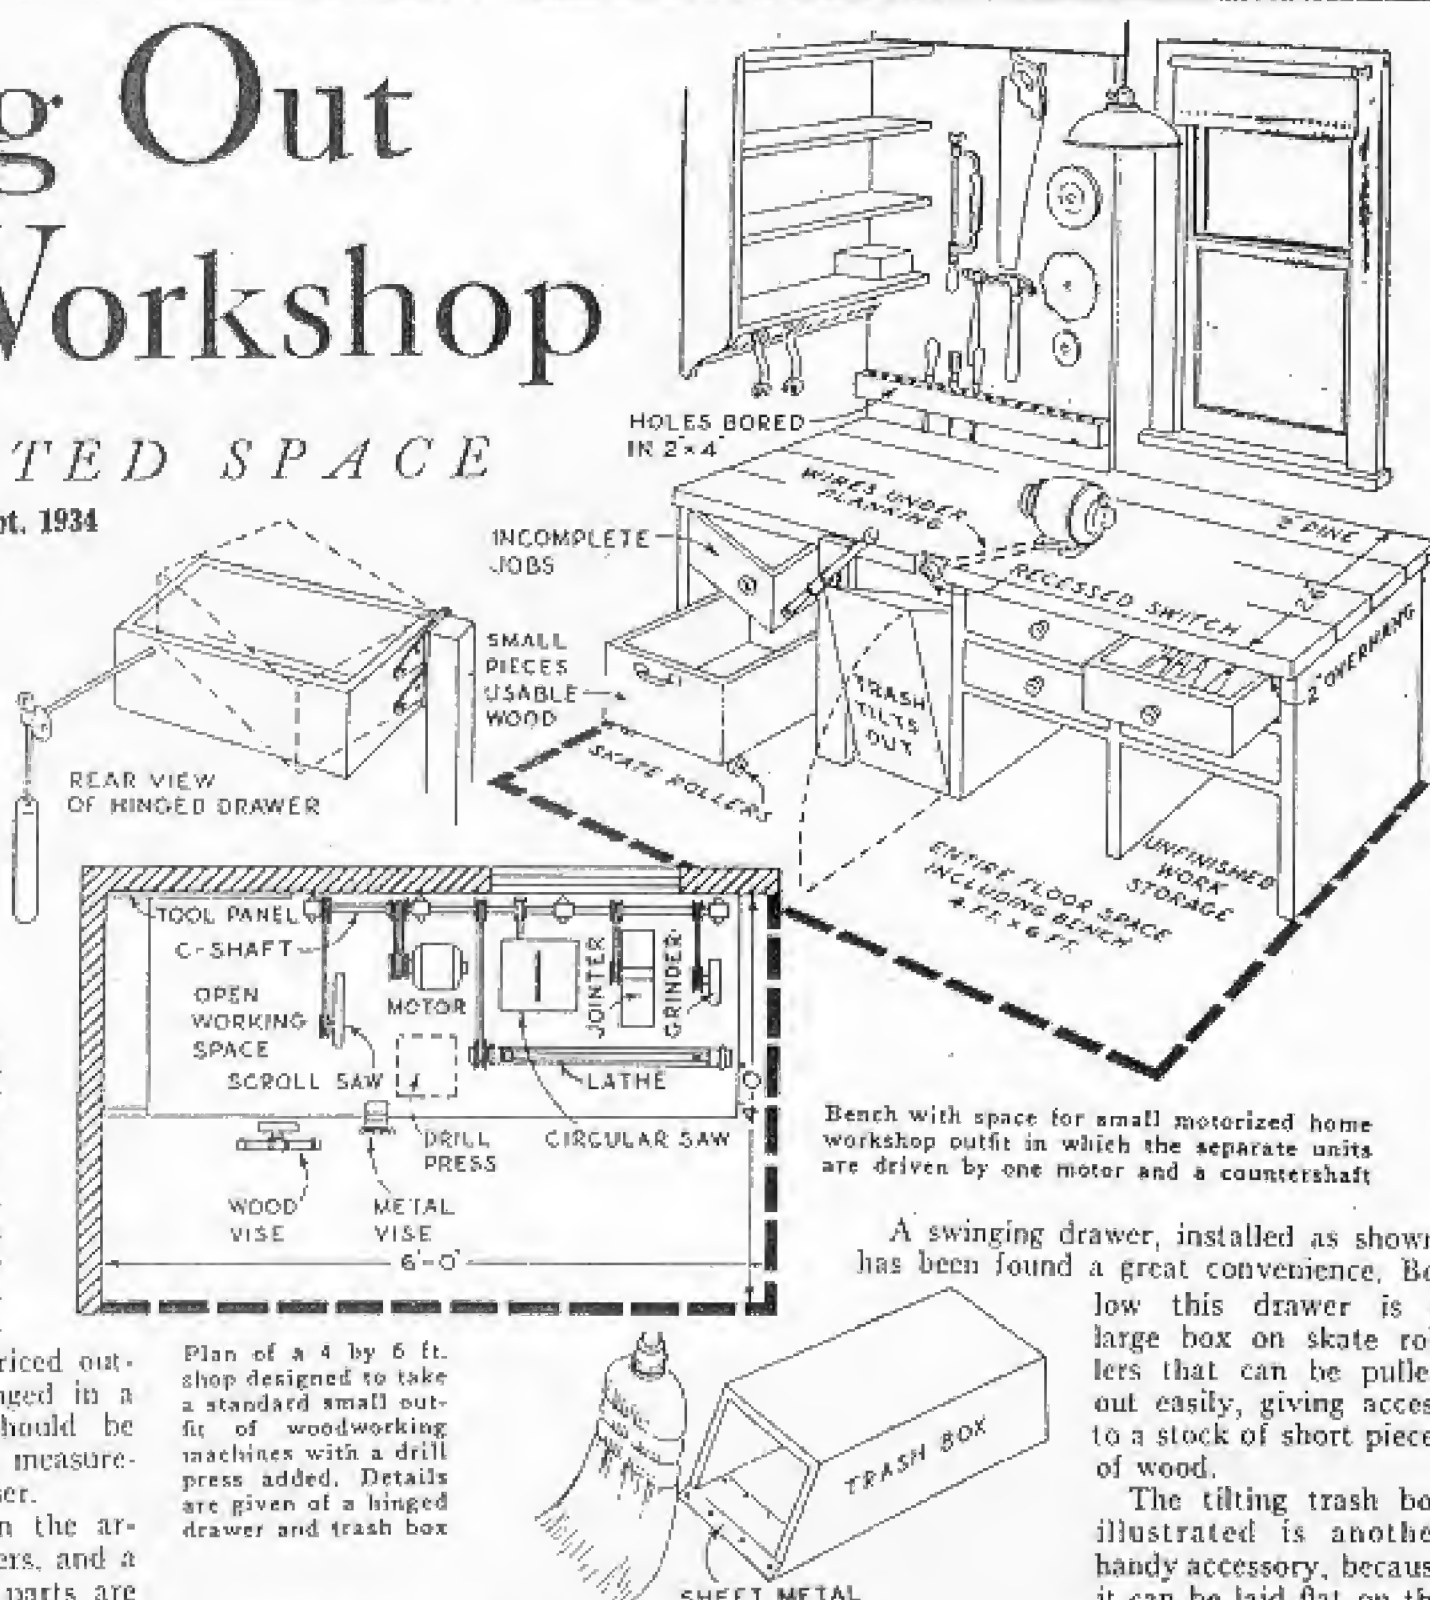 g Out
Workshop
TED SPACE
pt. 1934
HOLES BORED
IN 2"×4"
WIRES UNDER
PLANKING
2" PINE
INCOMPLETE
JOBS
RECESSED SWITCH
26"
2" OVERHANG
SMALL
PIECES
USABLE
WOOD
TRASH
TILTS
OUT
SKATE ROLLERS
REAR VIEW
OF HINGED DRAWER
ENTIRE FLOOR SPACE
INCLUDING BENCH
4 FT. × 6 FT.
UNFINISHED
WORK
STORAGE
TOOL PANEL
C-SHAFT
OPEN
WORKING
SPACE
MOTOR
JOINTER
GRINDER
SCROLL SAW
LATHE
DRILL
PRESS
CIRCULAR SAW
WOOD
VISE
METAL
VISE
6'-0"
Bench with space for small motorized home
workshop outfit in which the separate units
are driven by one motor and a countershaft
riced out-
nged in a
hould be
measure-
ser.
n the ar-
ers, and a
parts are
Plan of a 4 by 6 ft.
shop designed to take
a standard small out-
fit of woodworking
machines with a drill
press added. Details
are given of a hinged
drawer and trash box
TRASH BOX
SHEET METAL
A swinging drawer, installed as shown
has been found a great convenience. Be
low this drawer is
large box on skate rol
lers that can be pulle
out easily, giving acces
to a stock of short piece
of wood.
The tilting trash bo
illustrated is anothe
handy accessory, becaus
it can be laid flat on th